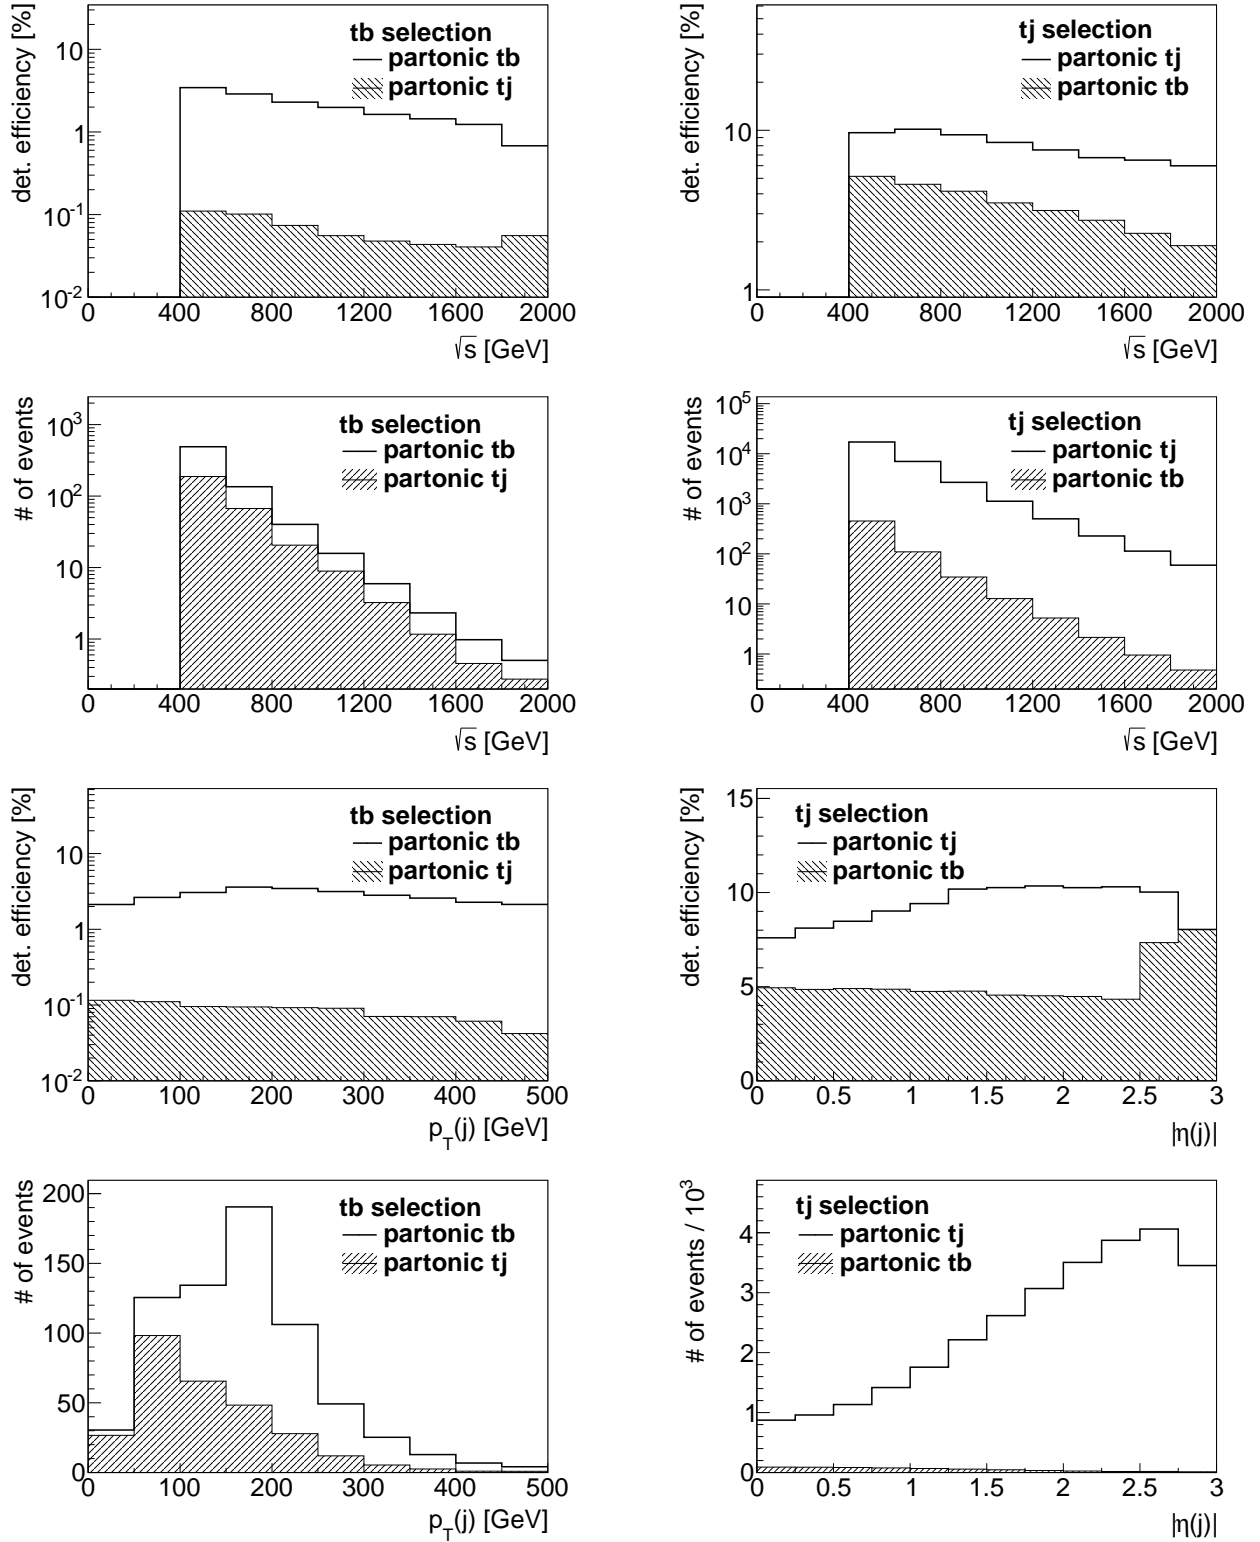 det. efficiency [%]
10
1
10^-1
10^-2
tb selection
partonic tb
partonic tj
0 400 800 1200 1600 2000
√s [GeV]
det. efficiency [%]
10
1
tj selection
partonic tj
partonic tb
0 400 800 1200 1600 2000
√s [GeV]
# of events
10^3
10^2
10
1
tb selection
partonic tb
partonic tj
0 400 800 1200 1600 2000
√s [GeV]
# of events
10^5
10^4
10^3
10^2
10
1
tj selection
partonic tj
partonic tb
0 400 800 1200 1600 2000
√s [GeV]
det. efficiency [%]
10
1
10^-1
10^-2
tb selection
partonic tb
partonic tj
0 100 200 300 400 500
p_T(j) [GeV]
det. efficiency [%]
15
10
5
0
tj selection
partonic tj
partonic tb
0 0.5 1 1.5 2 2.5 3
|η(j)|
# of events
200
150
100
50
0
tb selection
partonic tb
partonic tj
0 100 200 300 400 500
p_T(j) [GeV]
# of events / 10^3
4
3
2
1
0
tj selection
partonic tj
partonic tb
0 0.5 1 1.5 2 2.5 3
|η(j)|